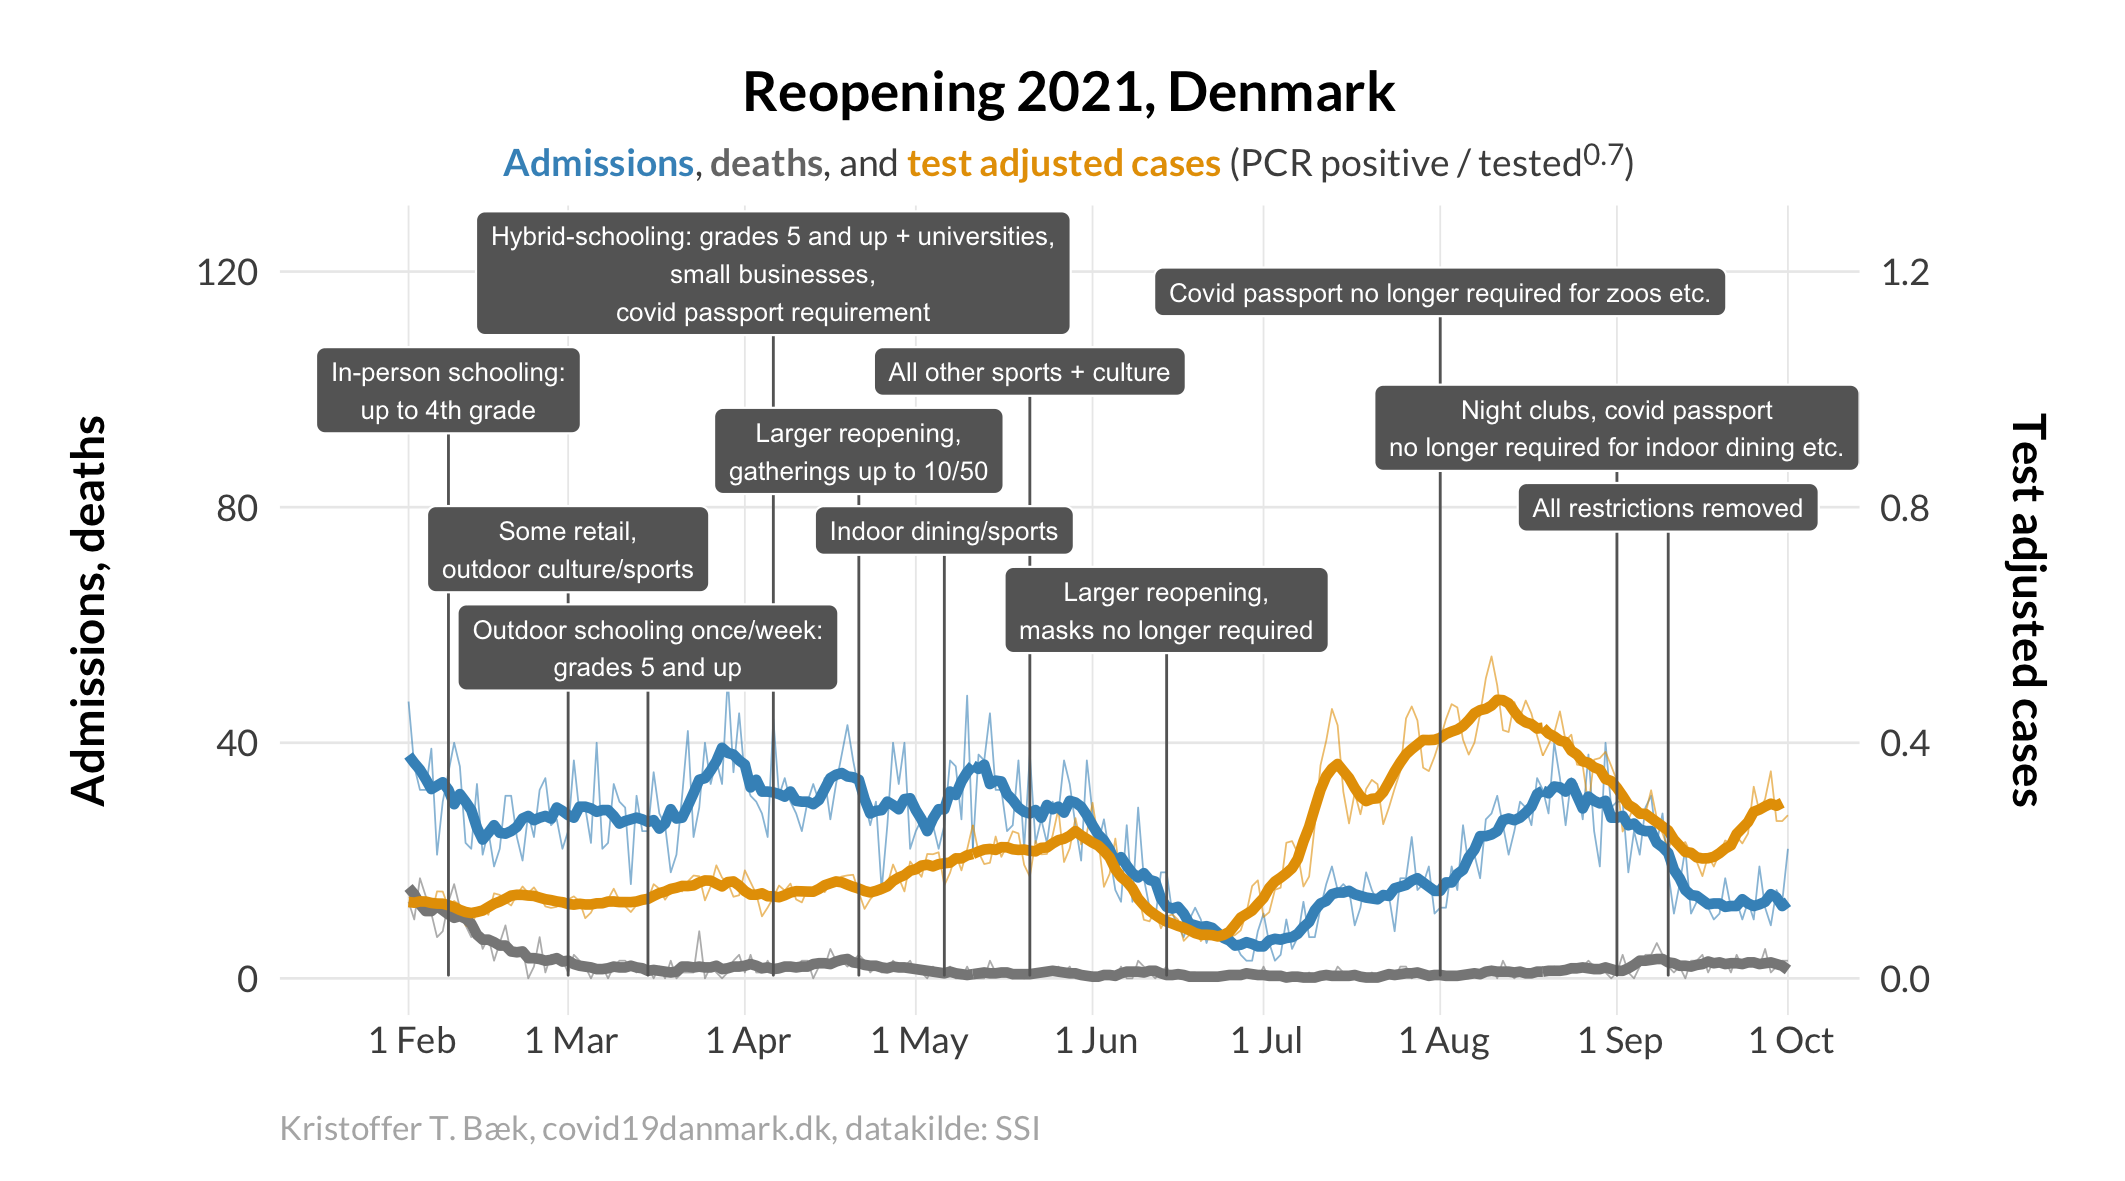 Reopening 2021, Denmark
Admissions, deaths, and test adjusted cases (PCR positive / tested^0.7)
Hybrid-schooling: grades 5 and up + universities,
small businesses,
covid passport requirement
Covid passport no longer required for zoos etc.
In-person schooling:
up to 4th grade
All other sports + culture
Night clubs, covid passport
no longer required for indoor dining etc.
Larger reopening,
gatherings up to 10/50
All restrictions removed
Some retail,
outdoor culture/sports
Indoor dining/sports
Larger reopening,
masks no longer required
Outdoor schooling once/week:
grades 5 and up
Admissions, deaths
120
80
40
0
Test adjusted cases
1.2
0.8
0.4
0.0
1 Feb
1 Mar
1 Apr
1 May
1 Jun
1 Jul
1 Aug
1 Sep
1 Oct
Kristoffer T. Bæk, covid19danmark.dk, datakilde: SSI